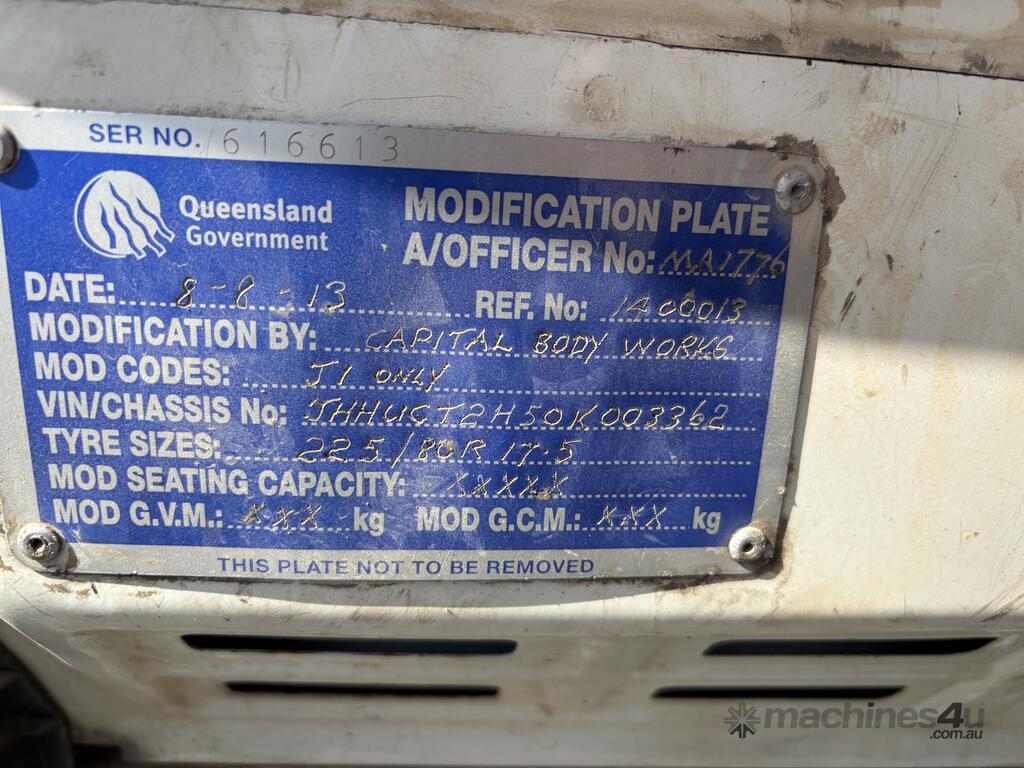 SER NO. 616613
Queensland
Government
MODIFICATION PLATE
A/OFFICER No: MA1776
DATE: 8-8-13 REF. No: 1400013
MODIFICATION BY: CAPITAL BODY WORKS
MOD CODES: J1 ONLY
VIN/CHASSIS No: JHHUCT2H50K003362
TYRE SIZES: 225/80R 17.5
MOD SEATING CAPACITY: XXXXX
MOD G.V.M.: XXX kg MOD G.C.M.: XXX kg
THIS PLATE NOT TO BE REMOVED
machines4u
.com.au